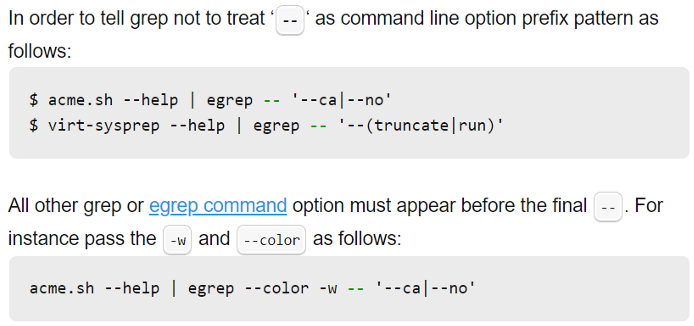 In order to tell grep not to treat ‘ -- ‘ as command line option prefix pattern as
follows:
$ acme.sh --help | egrep -- '--ca|--no'
$ virt-sysprep --help | egrep -- '--(truncate|run)'
All other grep or egrep command option must appear before the final -- . For
instance pass the -w and --color as follows:
acme.sh --help | egrep --color -w -- '--ca|--no'